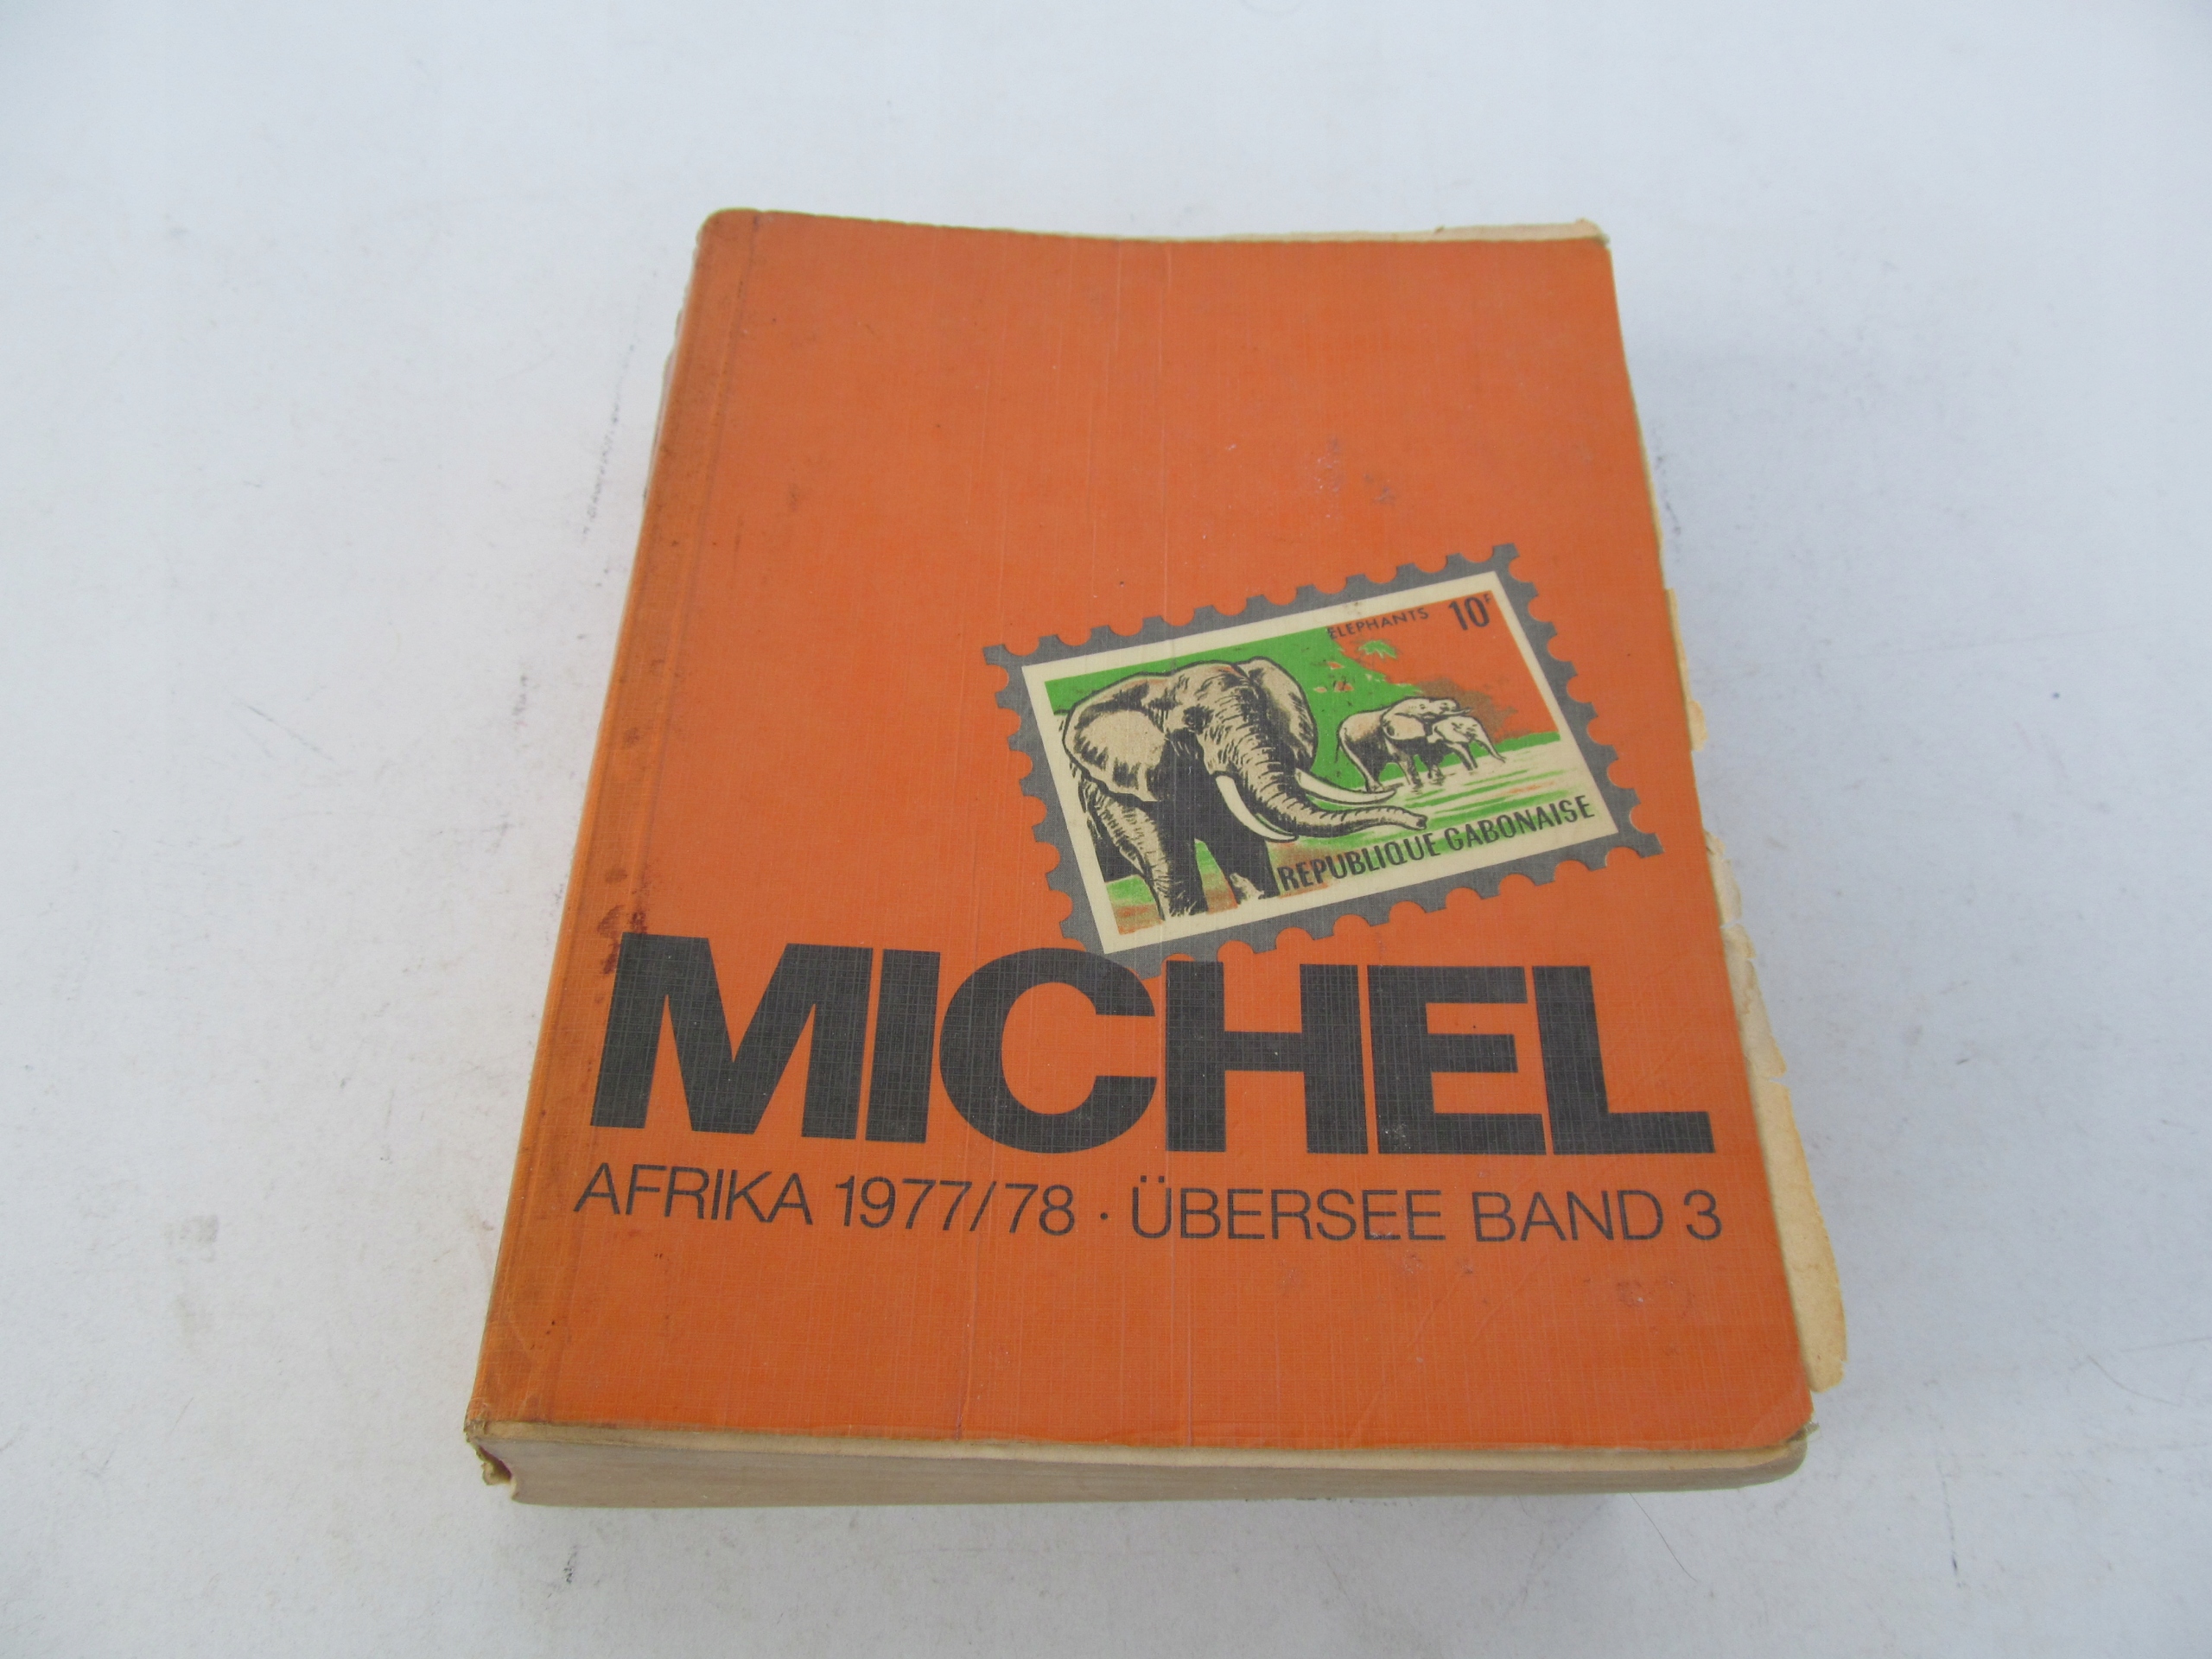 ELEPHANTS 10F
REPUBLIQUE GABONAISE
MICHEL
AFRIKA 1977/78 · ÜBERSEE BAND 3